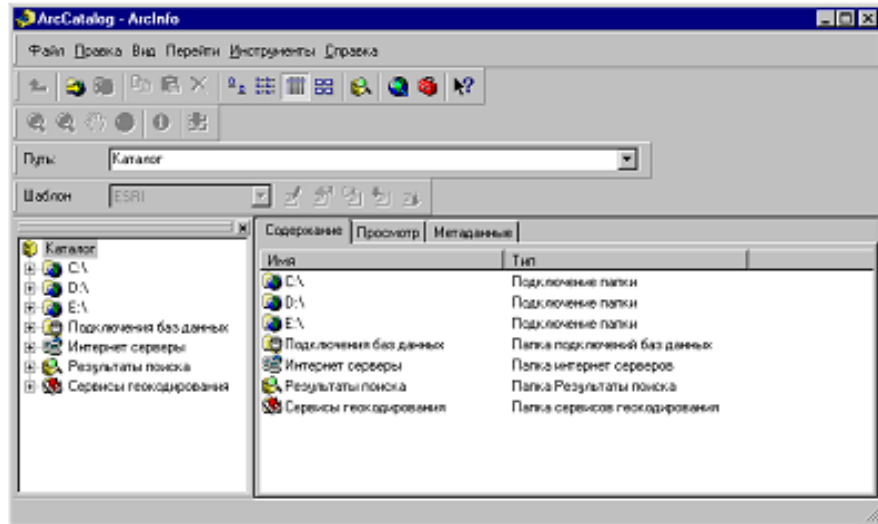 ArcCatalog - ArcInfo
Файл Правка Вид Перейти Инструменты Справка
Путь: Каталог
Шаблон ESRI
Содержание Просмотр Метаданные
Каталог
C:\
D:\
E:\
Подключения баз данных
Интернет серверы
Результаты поиска
Сервисы геокодирования
Имя Тип
C:\ Подключение папки
D:\ Подключение папки
E:\ Подключение папки
Подключения баз данных Папка подключений баз данных
Интернет серверы Папка интернет серверов
Результаты поиска Папка Результаты поиска
Сервисы геокодирования Папка сервисов геокодирования